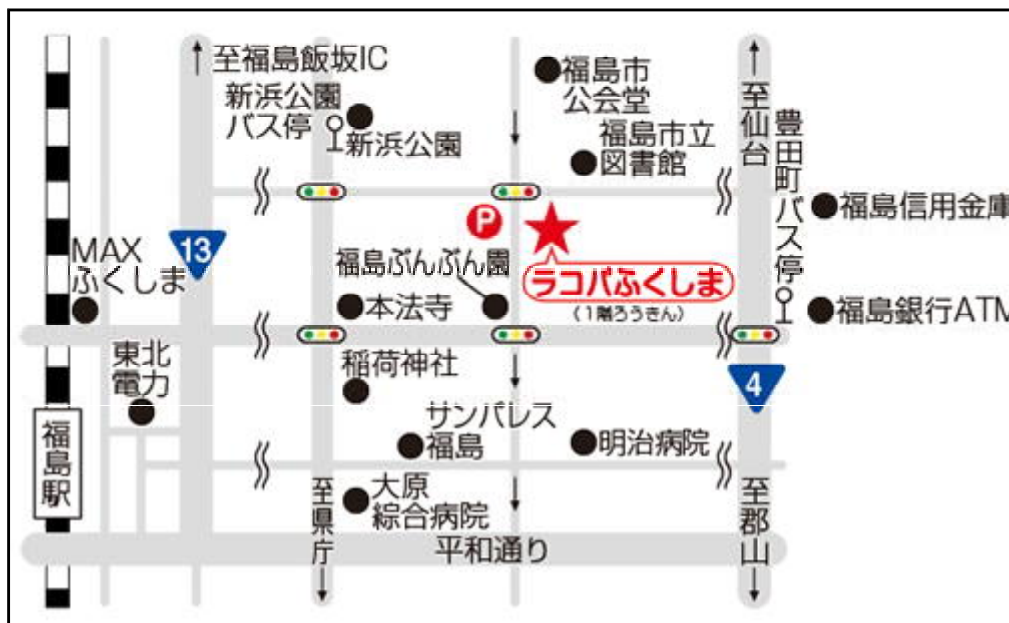 至福島飯坂IC
新浜公園
バス停
新浜公園
福島市
公会堂
福島市立
図書館
至仙台
豊田町バス停
福島信用金庫
P
13
MAX
ふくしま
福島ぶんぶん園
ラコパふくしま
(1階ろうきん)
本法寺
福島銀行ATM
東北
電力
稲荷神社
4
サンパレス
福島
明治病院
福島駅
大原
綜合病院
至県庁
至郡山
平和通り